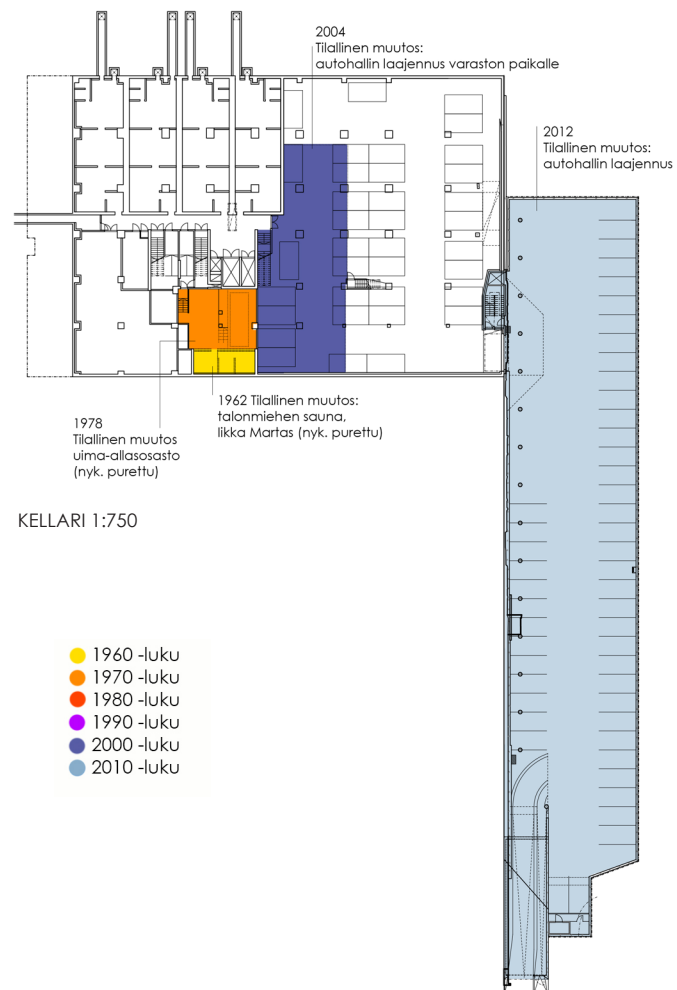 2004
Tilallinen muutos:
autohallin laajennus varaston paikalle
2012
Tilallinen muutos:
autohallin laajennus
1962 Tilallinen muutos:
talonmiehen sauna,
Iikka Martas (nyk. purettu)
1978
Tilallinen muutos
uima-allasosasto
(nyk. purettu)
KELLARI 1:750
1960 -luku
1970 -luku
1980 -luku
1990 -luku
2000 -luku
2010 -luku